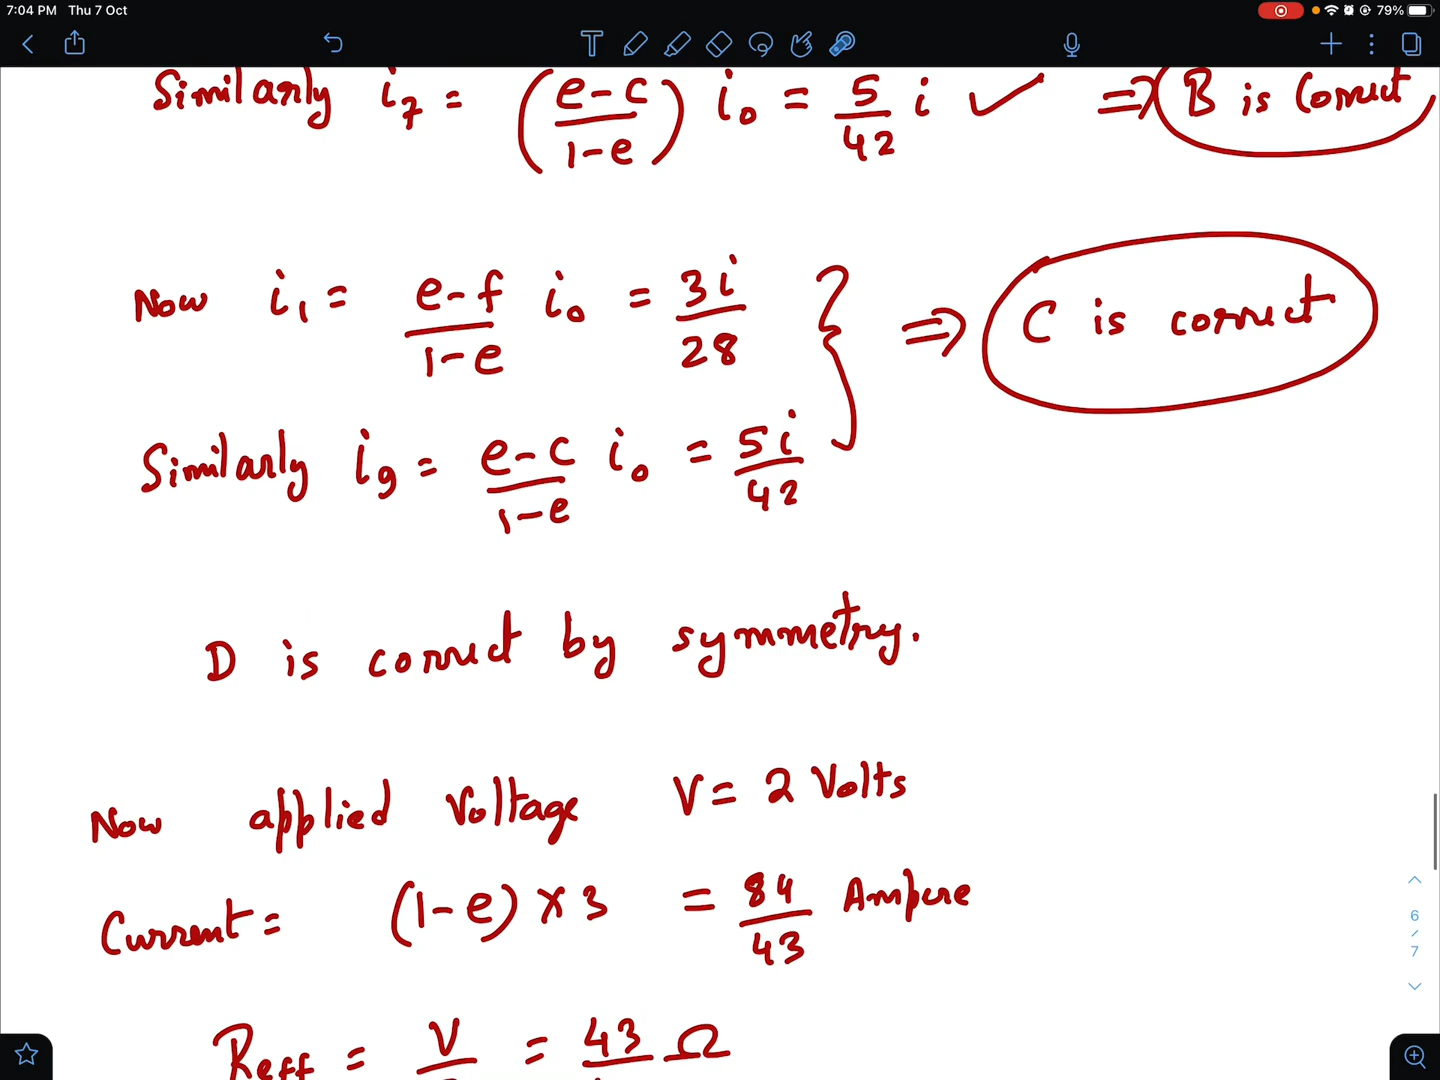 7:04 PM Thu 7 Oct 79%
Similarly i₇ = ((e-c)/(1-e)) i₀ = 5/42 i ✓ ⇒ B is Correct
Now i₁ = (e-f)/(1-e) i₀ = 3i/28 } ⇒ C is correct
Similarly i₉ = (e-c)/(1-e) i₀ = 5i/42
D is correct by symmetry.
Now applied Voltage V = 2 Volts
Current = (1-e) × 3 = 84/43 Ampere
6
/
7
Reff = V = 43 Ω